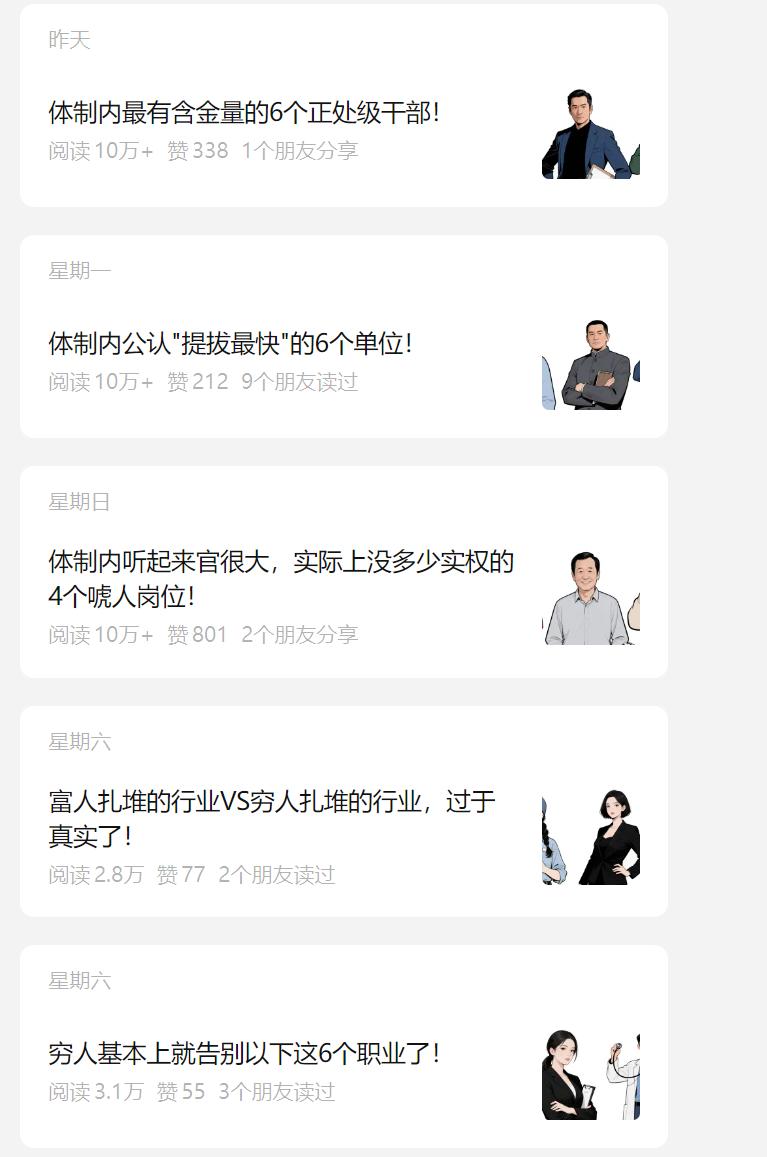 昨天
体制内最有含金量的6个正处级干部！
阅读 10万+ 赞 338 1个朋友分享
星期一
体制内公认"提拔最快"的6个单位！
阅读 10万+ 赞 212 9个朋友读过
星期日
体制内听起来官很大，实际上没多少实权的
4个唬人岗位！
阅读 10万+ 赞 801 2个朋友分享
星期六
富人扎堆的行业VS穷人扎堆的行业，过于
真实了！
阅读 2.8万 赞 77 2个朋友读过
星期六
穷人基本上就告别以下这6个职业了！
阅读 3.1万 赞 55 3个朋友读过